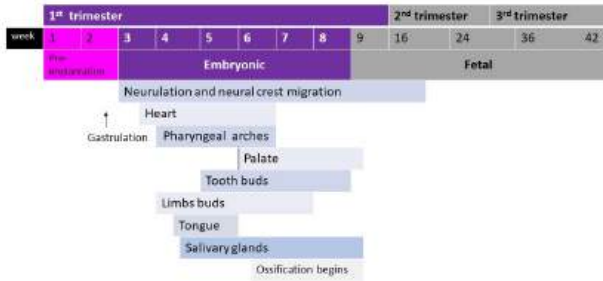 1st trimester 2nd trimester 3rd trimester
week 1 2 3 4 5 6 7 8 9 16 24 36 42
Embryonic Fetal
Neurulation and neural crest migration
Heart
Gastrulation Pharyngeal arches
Palate
Tooth buds
Limbs buds
Tongue
Salivary glands
Ossification begins